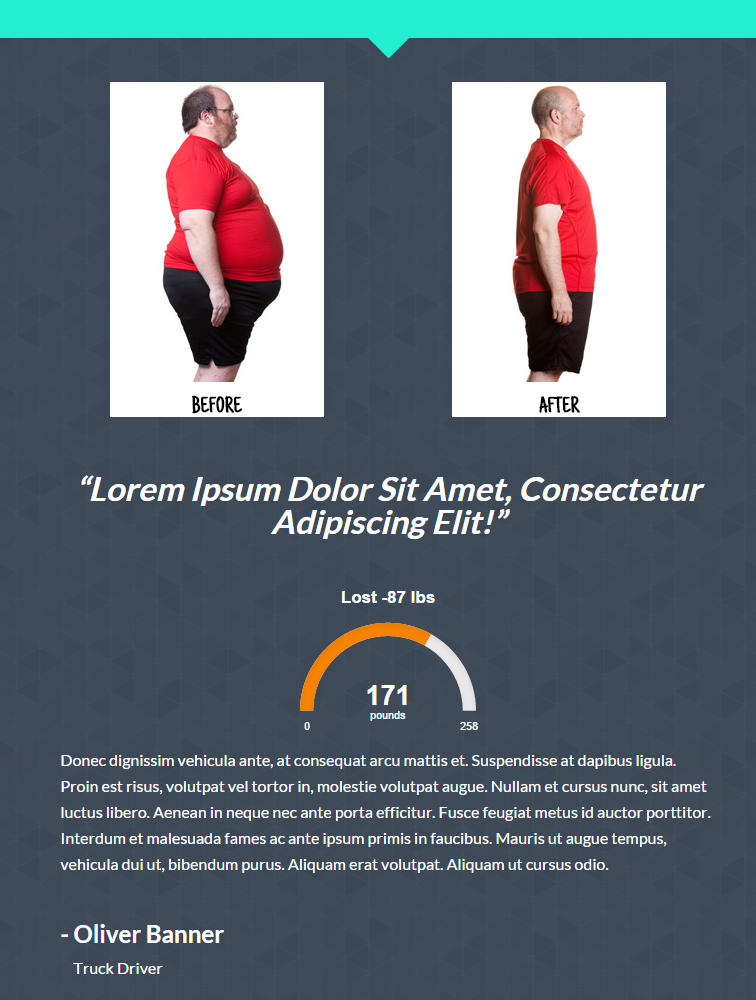 BEFORE
AFTER
“Lorem Ipsum Dolor Sit Amet, Consectetur
Adipiscing Elit!”
Lost -87 lbs
171
pounds
0
258
Donec dignissim vehicula ante, at consequat arcu mattis et. Suspendisse at dapibus ligula.
Proin est risus, volutpat vel tortor in, molestie volutpat augue. Nullam et cursus nunc, sit amet
luctus libero. Aenean in neque nec ante porta efficitur. Fusce feugiat metus id auctor porttitor.
Interdum et malesuada fames ac ante ipsum primis in faucibus. Mauris ut augue tempus,
vehicula dui ut, bibendum purus. Aliquam erat volutpat. Aliquam ut cursus odio.
- Oliver Banner
Truck Driver